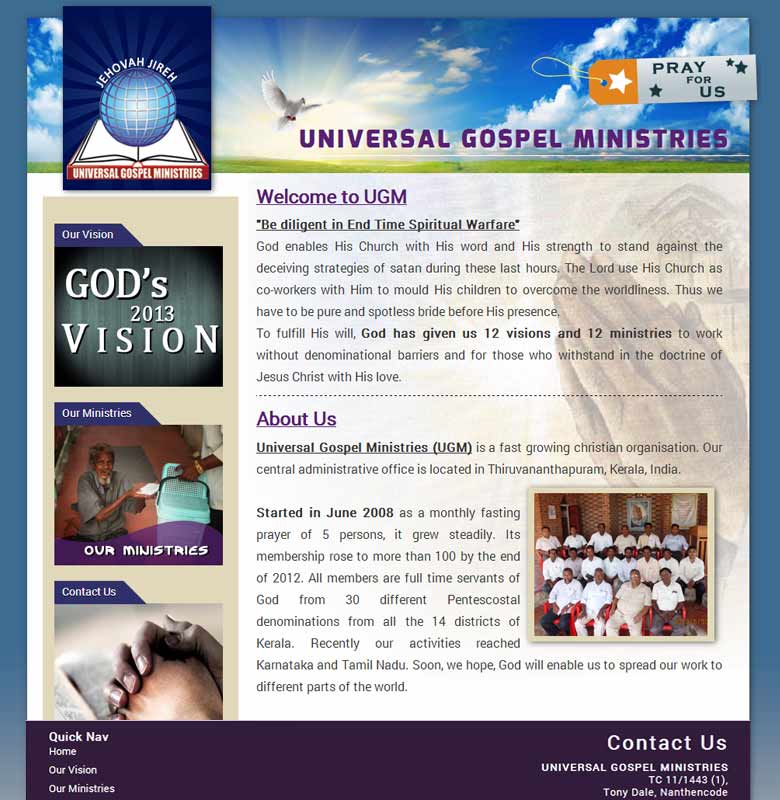 JEHOVAH JIREH
UNIVERSAL GOSPEL MINISTRIES
PRAY
FOR
US
UNIVERSAL GOSPEL MINISTRIES
Our Vision
GOD's
2013
VISION
Our Ministries
OUR MINISTRIES
Contact Us
Welcome to UGM
"Be diligent in End Time Spiritual Warfare"
God enables His Church with His word and His strength to stand against the
deceiving strategies of satan during these last hours. The Lord use His Church as
co-workers with Him to mould His children to overcome the worldliness. Thus we
have to be pure and spotless bride before His presence.
To fulfill His will, God has given us 12 visions and 12 ministries to work
without denominational barriers and for those who withstand in the doctrine of
Jesus Christ with His love.
About Us
Universal Gospel Ministries (UGM) is a fast growing christian organisation. Our
central administrative office is located in Thiruvananthapuram, Kerala, India.
Started in June 2008 as a monthly fasting
prayer of 5 persons, it grew steadily. Its
membership rose to more than 100 by the end
of 2012. All members are full time servants of
God from 30 different Pentescostal
denominations from all the 14 districts of
Kerala. Recently our activities reached
Karnataka and Tamil Nadu. Soon, we hope, God will enable us to spread our work to
different parts of the world.
Quick Nav
Home
Our Vision
Our Ministries
Contact Us
UNIVERSAL GOSPEL MINISTRIES
TC 11/1443 (1),
Tony Dale, Nanthencode